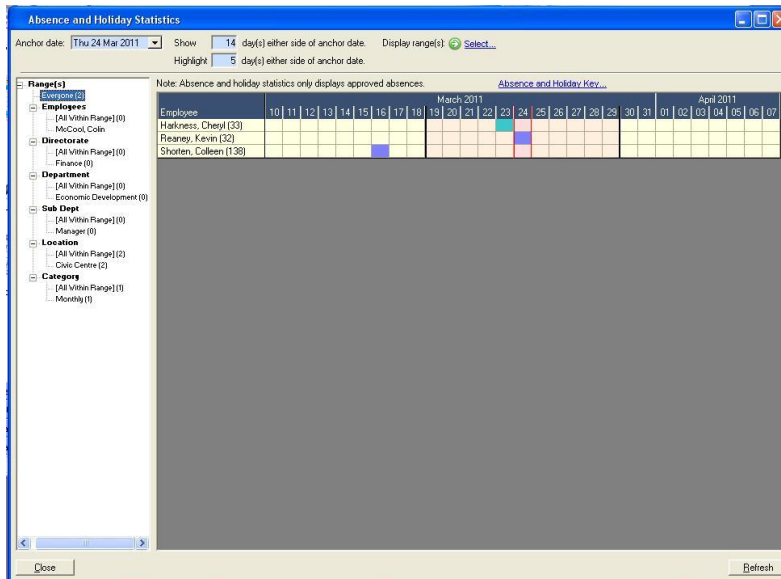 Absence and Holiday Statistics
Anchor date: Thu 24 Mar 2011 Show 14 day(s) either side of anchor date. Display range(s): Select...
Highlight 5 day(s) either side of anchor date.
Note: Absence and holiday statistics only displays approved absences. Absence and Holiday Key...
Range(s)
Everyone (2)
Employees
[All Within Range] (0)
McCool, Colin
Directorate
[All Within Range] (0)
Finance (0)
Department
[All Within Range] (0)
Economic Development (0)
Sub Dept
[All Within Range] (0)
Manager (0)
Location
[All Within Range] (2)
Civic Centre (2)
Category
[All Within Range] (1)
Monthly (1)
March 2011 April 2011
Employee 10 11 12 13 14 15 16 17 18 19 20 21 22 23 24 25 26 27 28 29 30 31 01 02 03 04 05 06 07
Harkness, Cheryl (33)
Reaney, Kevin (32)
Shorten, Colleen (138)
Close Refresh